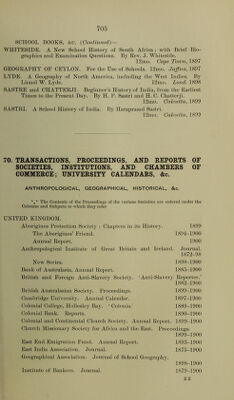 705
SCHOOL BOOKS, &c. (Continued)—
WHITESIDE. A New School History of South Africa; with Brief Bio-
graphies and Examination Questions. By Rev. J. Whiteside.
12mo. Cape Town, 1897
GEOGRAPHY OF CEYLON. For the Use of Schools. 12mo. Jaffna, 1897
LYDE. A Geography of North America, including the West Indies. By
Lionel W. Lyde. 12mo. Lond. 1898
SASTRE and CHATTERJI. Beginner's History of India, from the Earliest
Times to the Present Day. By H. P. Sastri and H. C. Chatterji.
12mo. Calcutta, 1899
SASTRI. A School History of India. By Haraprasad Sastri.
12mo. Calcutta, 1899
70. TRANSACTIONS, PROCEEDINGS, AND REPORTS OF
SOCIETIES, INSTITUTIONS, AND CHAMBERS OF
COMMERCE; UNIVERSITY CALENDARS, &c.
ANTHROPOLOGICAL, GEOGRAPHICAL, HISTORICAL, &c.
*** The Contents of the Proceedings of the various Societies are entered under the
Colonies and Subjects to which they refer
UNITED KINGDOM.
Aborigines Protection Society; Chapters in its History. 1899
The Aborigines' Friend. 1894-1900
Annual Report. 1900
Anthropological Institute of Great Britain and Ireland. Journal.
1872-98
New Series. 1898-1900
Bank of Australasia. Annual Report. 1885-1900
British and Foreign Anti-Slavery Society. 'Anti-Slavery Reporter.'
1882-1900
British Australasian Society. Proceedings. 1899-1900
Cambridge University. Annual Calendar. 1897-1900
Colonial College, Hollesley Bay. 'Colonia.' 1889-1900
Colonial Bank. Reports. 1893-1900
Colonial and Continental Church Society. Annual Report. 1899-1900
Church Missionary Society for Africa and the East. Proceedings.
1899-1900
East End Emigration Fund. Annual Report. 1893-1900
East India Association. Journal. 1875-1900
Geographical Association. Journal of School Geography.
1898-1900
Institute of Bankers. Journal. 1879-1900
z z